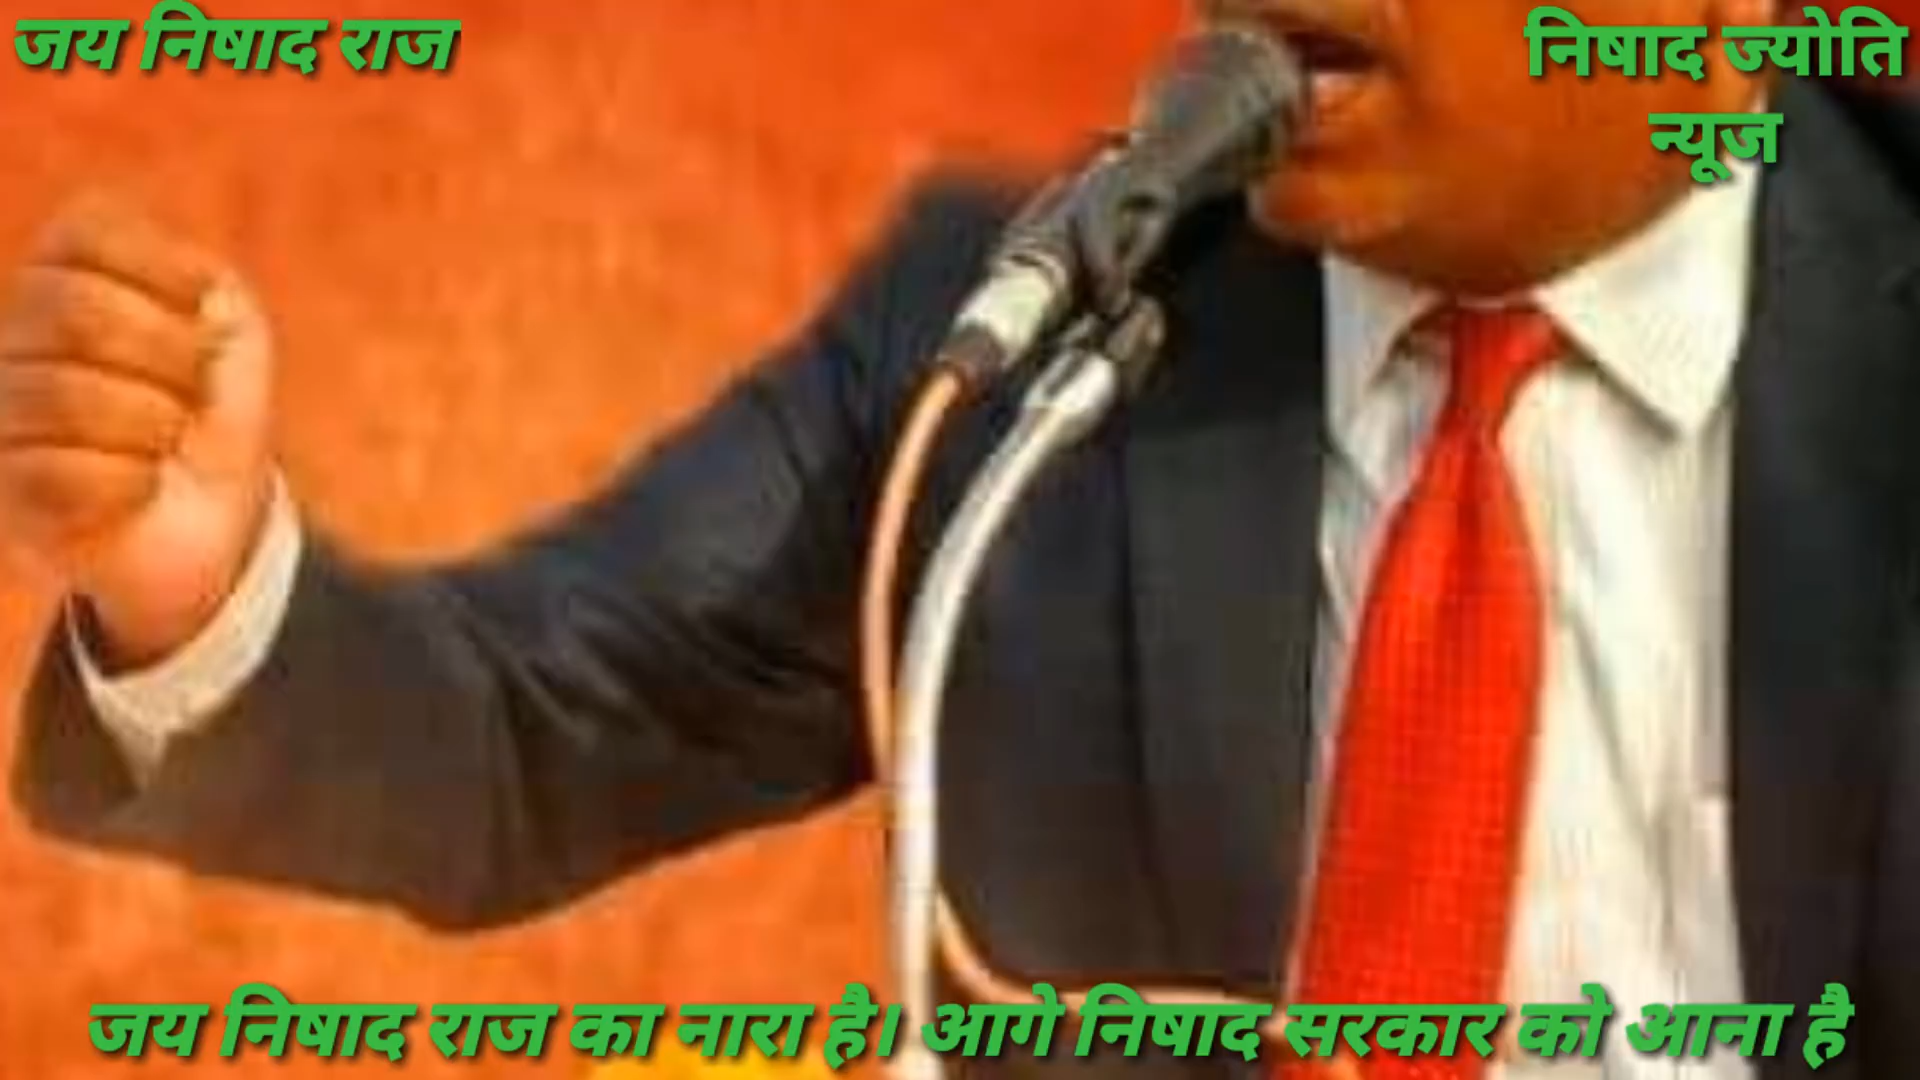 जय निषाद राज
निषाद ज्योति
न्यूज
जय निषाद राज का नारा है। आगे निषाद सरकार को आना है